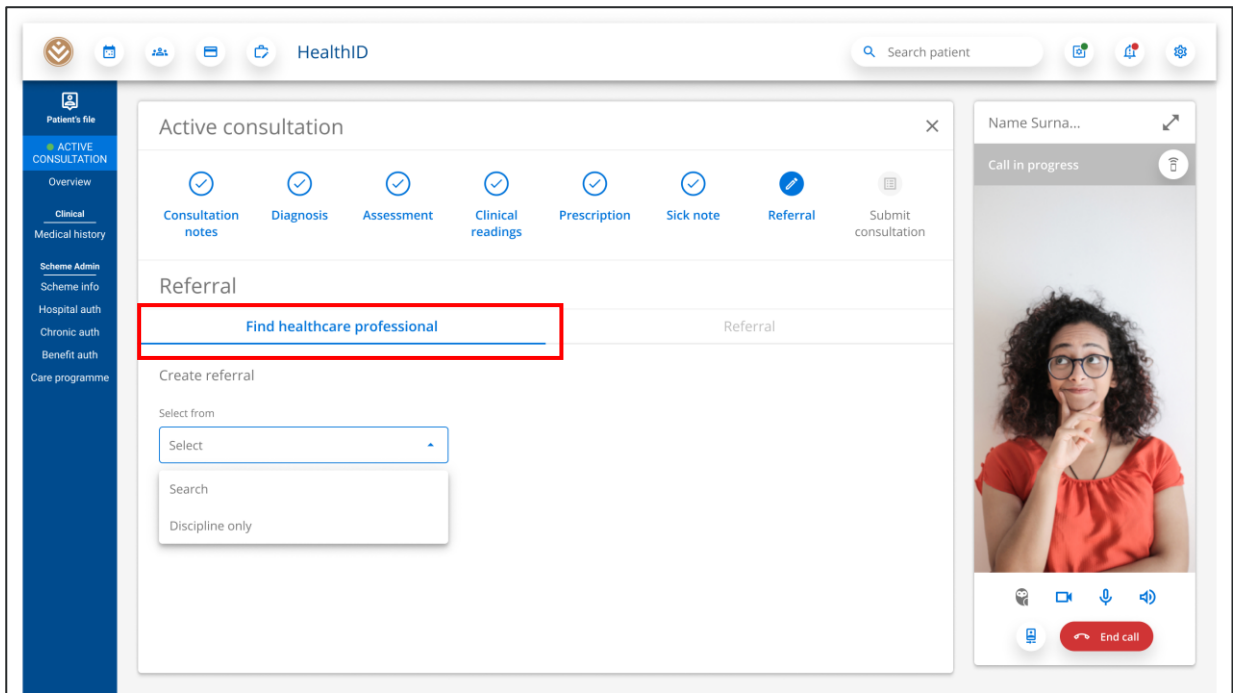 HealthID
Search patient
Patient's file
ACTIVE
CONSULTATION
Overview
Clinical
Medical history
Scheme Admin
Scheme info
Hospital auth
Chronic auth
Benefit auth
Care programme
Active consultation
Consultation
notes
Diagnosis
Assessment
Clinical
readings
Prescription
Sick note
Referral
Submit
consultation
Referral
Find healthcare professional
Referral
Create referral
Select from
Select
Search
Discipline only
Name Surna...
Call in progress
End call